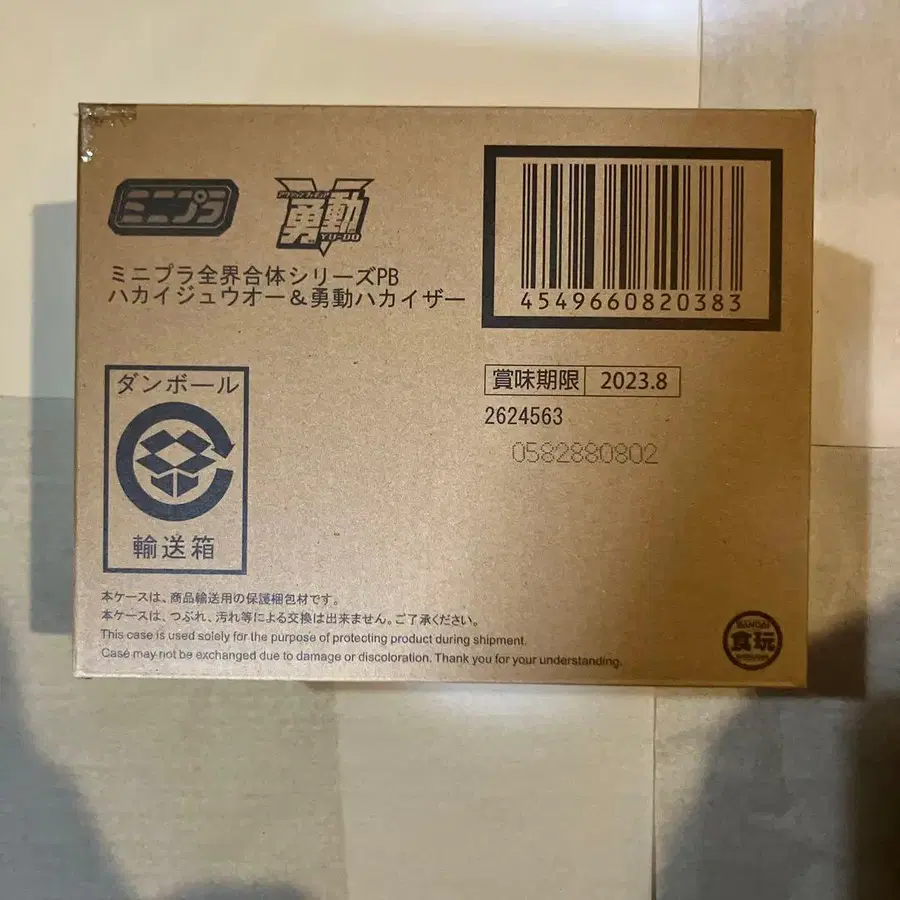 ミニプラ
勇動
YU-DO
ミニプラ全界合体シリーズPB
ハカイジュウオー＆勇動ハカイザー
4549660820383
賞味期限 2023.8
2624563
0582880802
ダンボール
輸送箱
本ケースは、商品輸送用の保護梱包材です。
本ケースは、つぶれ、汚れ等による交換は出来ません。ご了承ください。
This case is used solely for the purpose of protecting product during shipment.
Case may not be exchanged due to damage or discoloration. Thank you for your understanding.
BANDAI
食玩